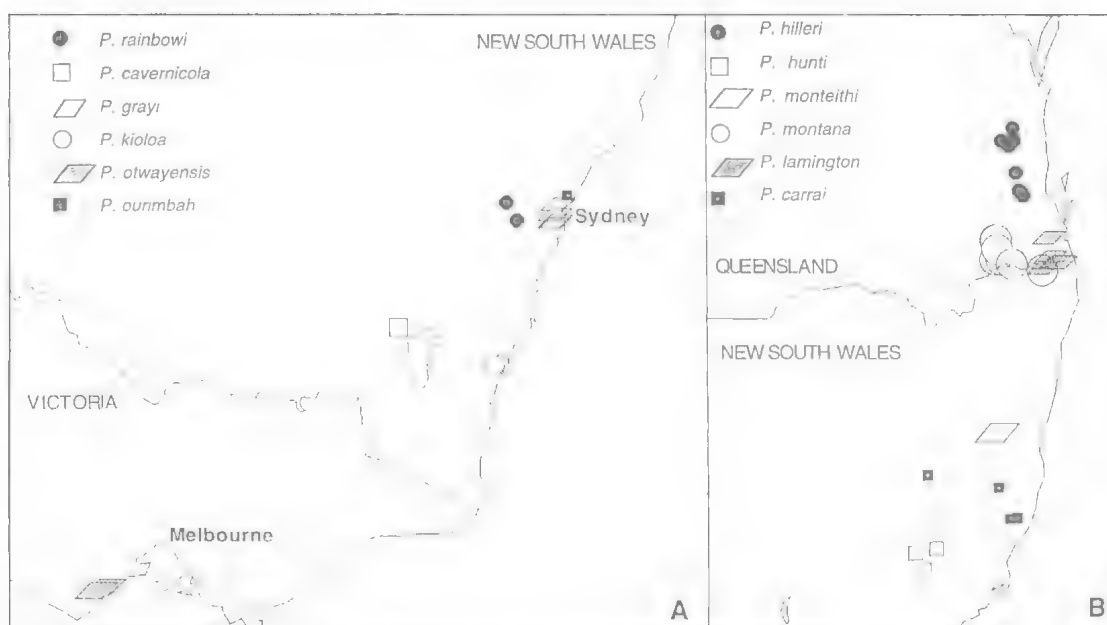 P. rainbowi
P. cavernicola
P. grayi
P. kioloa
P. otwayensis
P. ourimbah
NEW SOUTH WALES
Sydney
VICTORIA
Melbourne
A
P. hilleri
P. hunti
P. monteithi
P. montana
P. lamington
P. carrai
QUEENSLAND
NEW SOUTH WALES
B